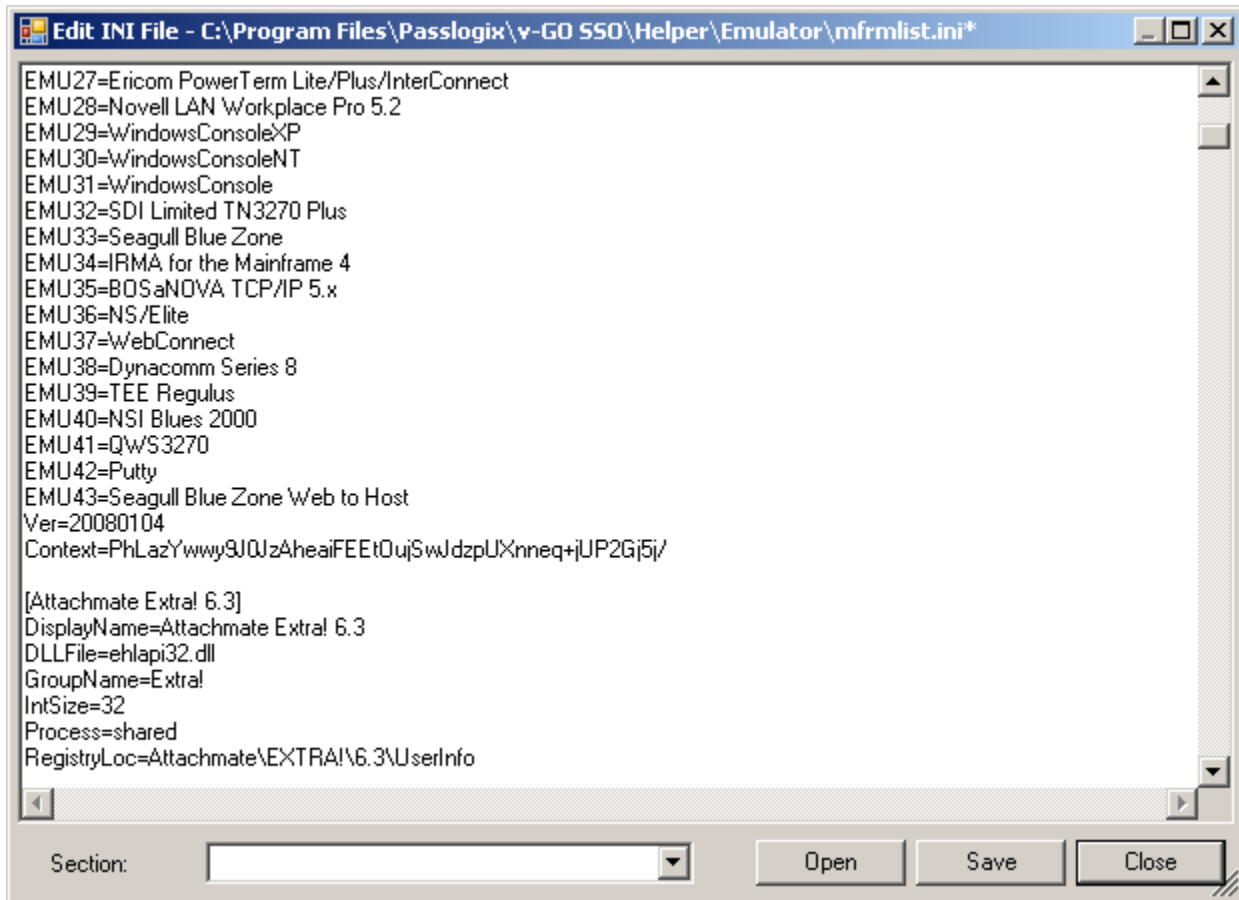 Edit INI File - C:\Program Files\Passlogix\v-GO SSO\Helper\Emulator\mfrmlist.ini*
EMU27=Ericom PowerTerm Lite/Plus/InterConnect
EMU28=Novell LAN Workplace Pro 5.2
EMU29=WindowsConsoleXP
EMU30=WindowsConsoleNT
EMU31=WindowsConsole
EMU32=SDI Limited TN3270 Plus
EMU33=Seagull Blue Zone
EMU34=IRMA for the Mainframe 4
EMU35=BOSaNOVA TCP/IP 5.x
EMU36=NS/Elite
EMU37=WebConnect
EMU38=Dynacomm Series 8
EMU39=TEE Regulus
EMU40=NSI Blues 2000
EMU41=QWS3270
EMU42=Putty
EMU43=Seagull Blue Zone Web to Host
Ver=20080104
Context=PhLazYwwy9J0JzAheaiFEEtOujSwJdzpUXnneq+jUP2Gj5j/
[Attachmate Extra! 6.3]
DisplayName=Attachmate Extra! 6.3
DLLFile=ehlapi32.dll
GroupName=Extra!
IntSize=32
Process=shared
RegistryLoc=Attachmate\EXTRA!\6.3\UserInfo
Section:
Open
Save
Close